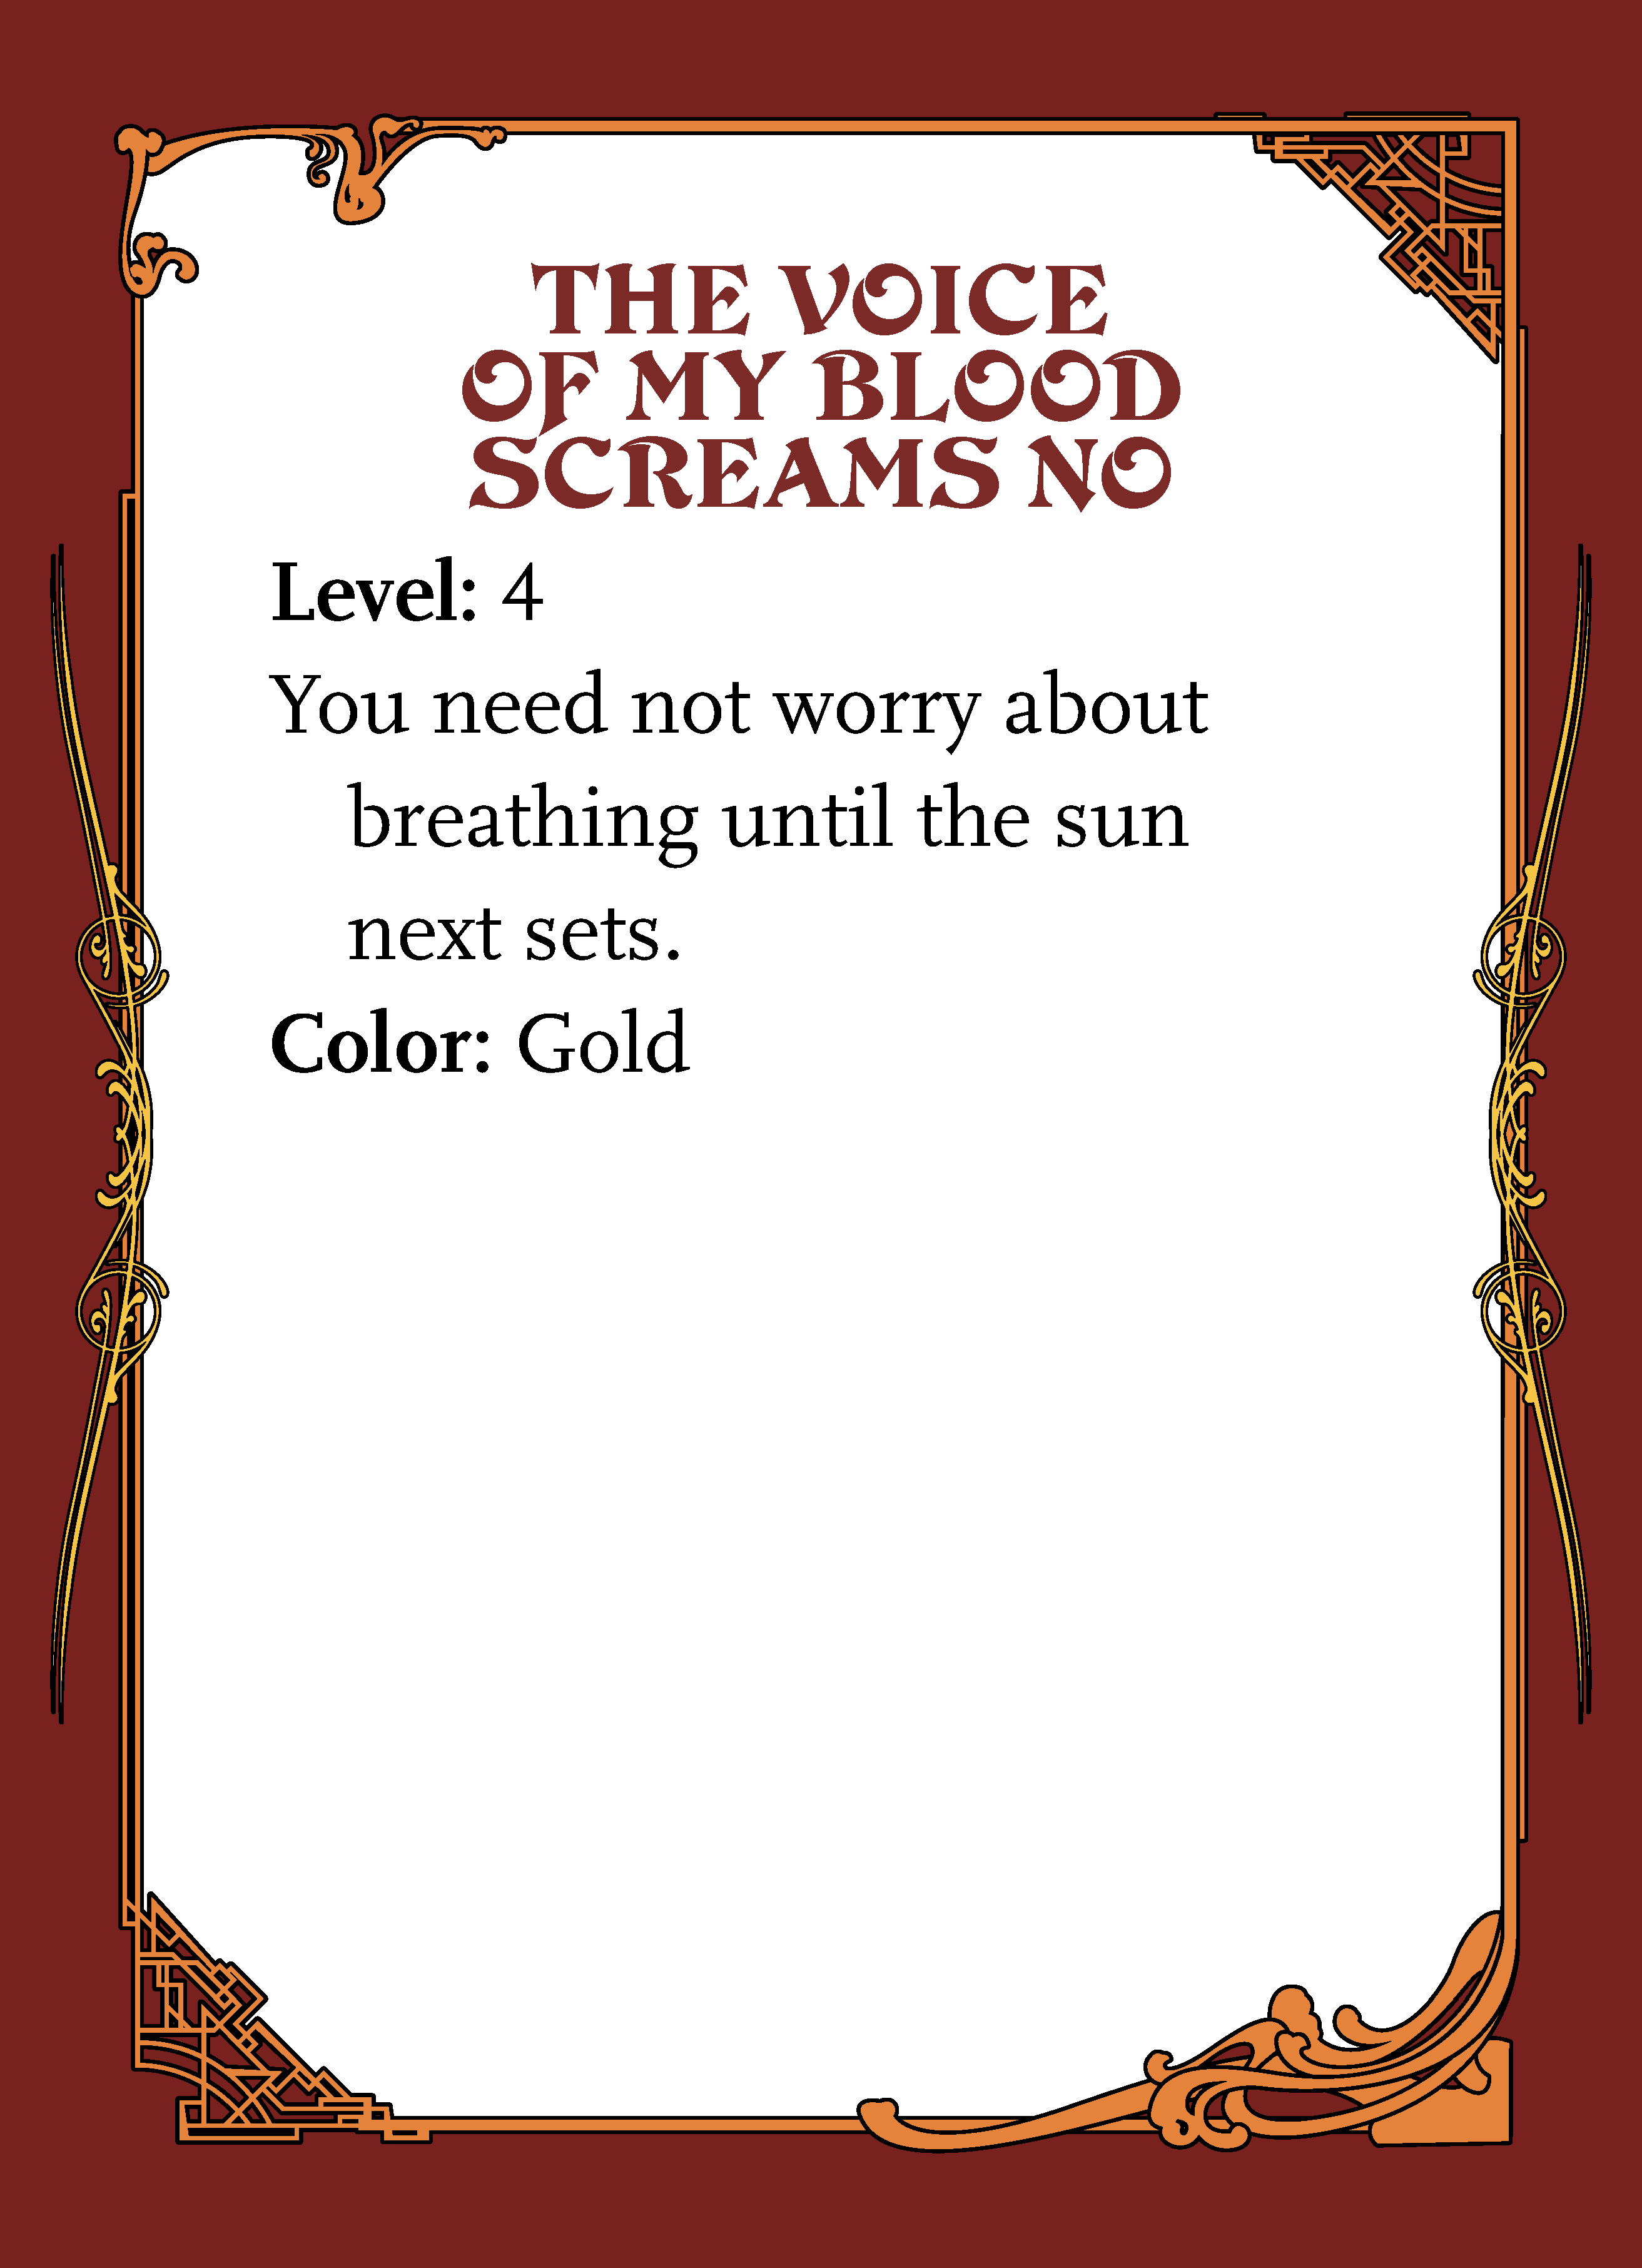 THE VOICE
OF MY BLOOD
SCREAMS NO
Level: 4
You need not worry about
breathing until the sun
next sets.
Color: Gold